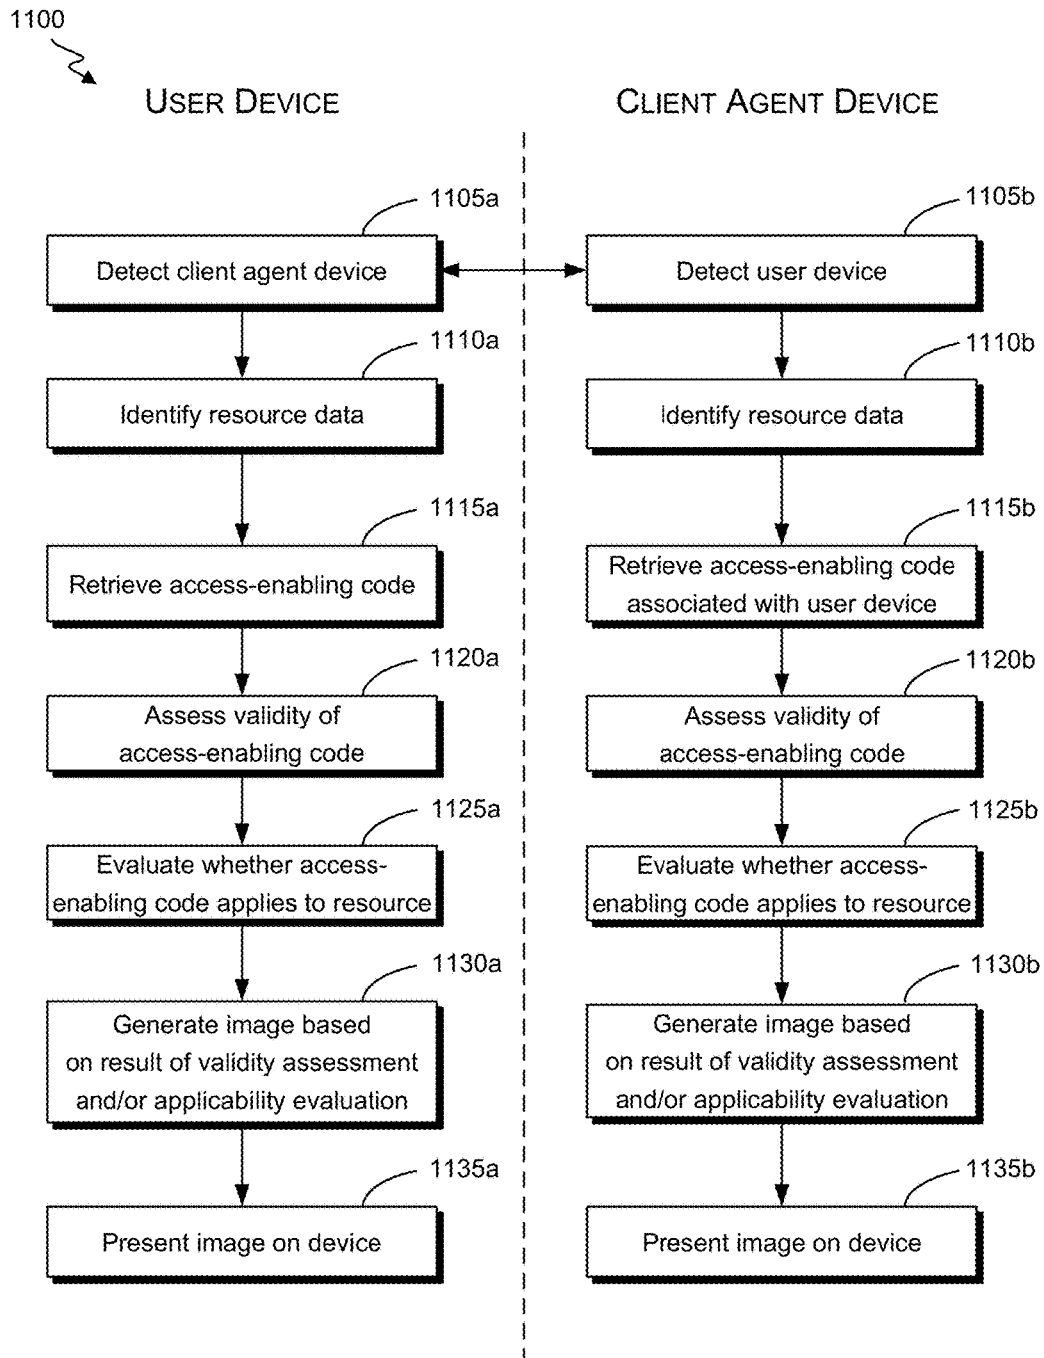 1100
USER DEVICE
CLIENT AGENT DEVICE
1105a
Detect client agent device
1105b
Detect user device
1110a
Identify resource data
1110b
Identify resource data
1115a
Retrieve access-enabling code
1115b
Retrieve access-enabling code
associated with user device
1120a
Assess validity of
access-enabling code
1120b
Assess validity of
access-enabling code
1125a
Evaluate whether access-
enabling code applies to resource
1125b
Evaluate whether access-
enabling code applies to resource
1130a
Generate image based
on result of validity assessment
and/or applicability evaluation
1130b
Generate image based
on result of validity assessment
and/or applicability evaluation
1135a
Present image on device
1135b
Present image on device